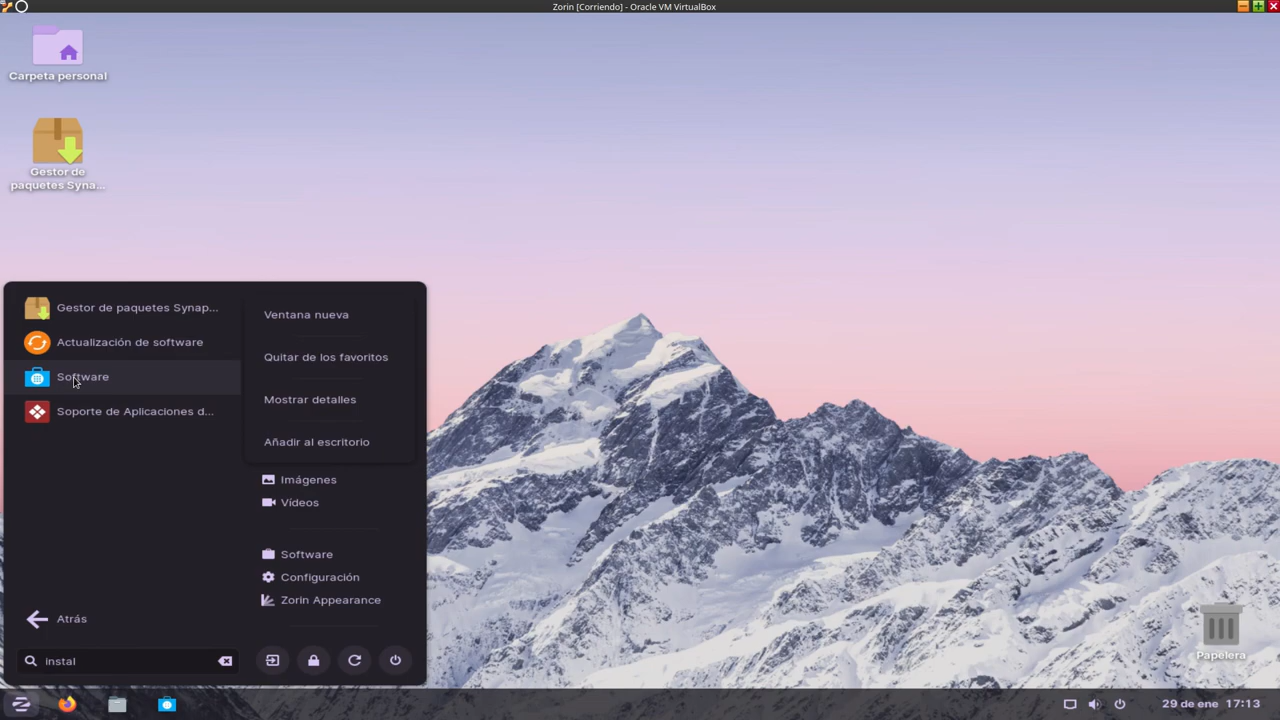 Zorin [Corriendo] - Oracle VM VirtualBox
Carpeta personal
Gestor de
paquetes Syna...
Gestor de paquetes Synap...
Actualización de software
Software
Soporte de Aplicaciones d...
Atrás
instal
Ventana nueva
Quitar de los favoritos
Mostrar detalles
Añadir al escritorio
Imágenes
Vídeos
Software
Configuración
Zorin Appearance
Papelera
29 de ene 17:13